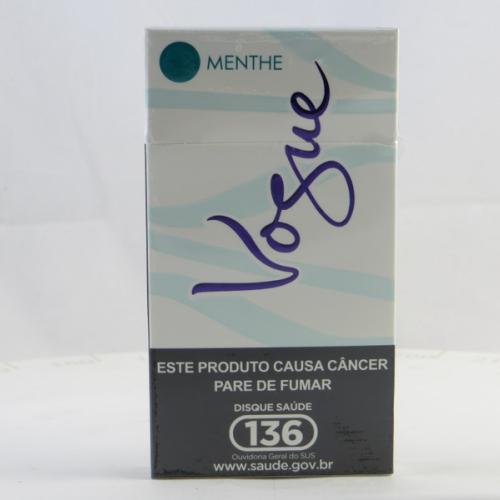 MENTHE
Vogue
ESTE PRODUTO CAUSA CÂNCER
PARE DE FUMAR
DISQUE SAÚDE
136
Ouvidoria Geral do SUS
www.saude.gov.br